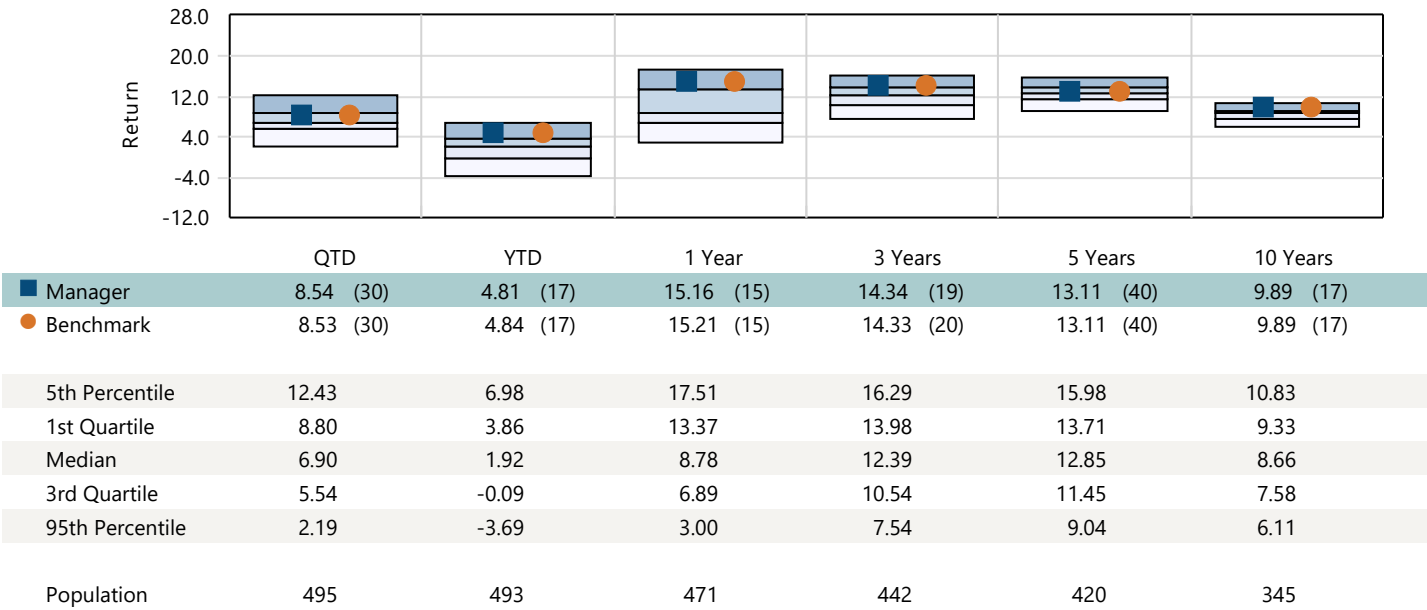 28.0
20.0
12.0
4.0
-4.0
-12.0
Return
QTD YTD 1 Year 3 Years 5 Years 10 Years
Manager 8.54 (30) 4.81 (17) 15.16 (15) 14.34 (19) 13.11 (40) 9.89 (17)
Benchmark 8.53 (30) 4.84 (17) 15.21 (15) 14.33 (20) 13.11 (40) 9.89 (17)
5th Percentile 12.43 6.98 17.51 16.29 15.98 10.83
1st Quartile 8.80 3.86 13.37 13.98 13.71 9.33
Median 6.90 1.92 8.78 12.39 12.85 8.66
3rd Quartile 5.54 -0.09 6.89 10.54 11.45 7.58
95th Percentile 2.19 -3.69 3.00 7.54 9.04 6.11
Population 495 493 471 442 420 345